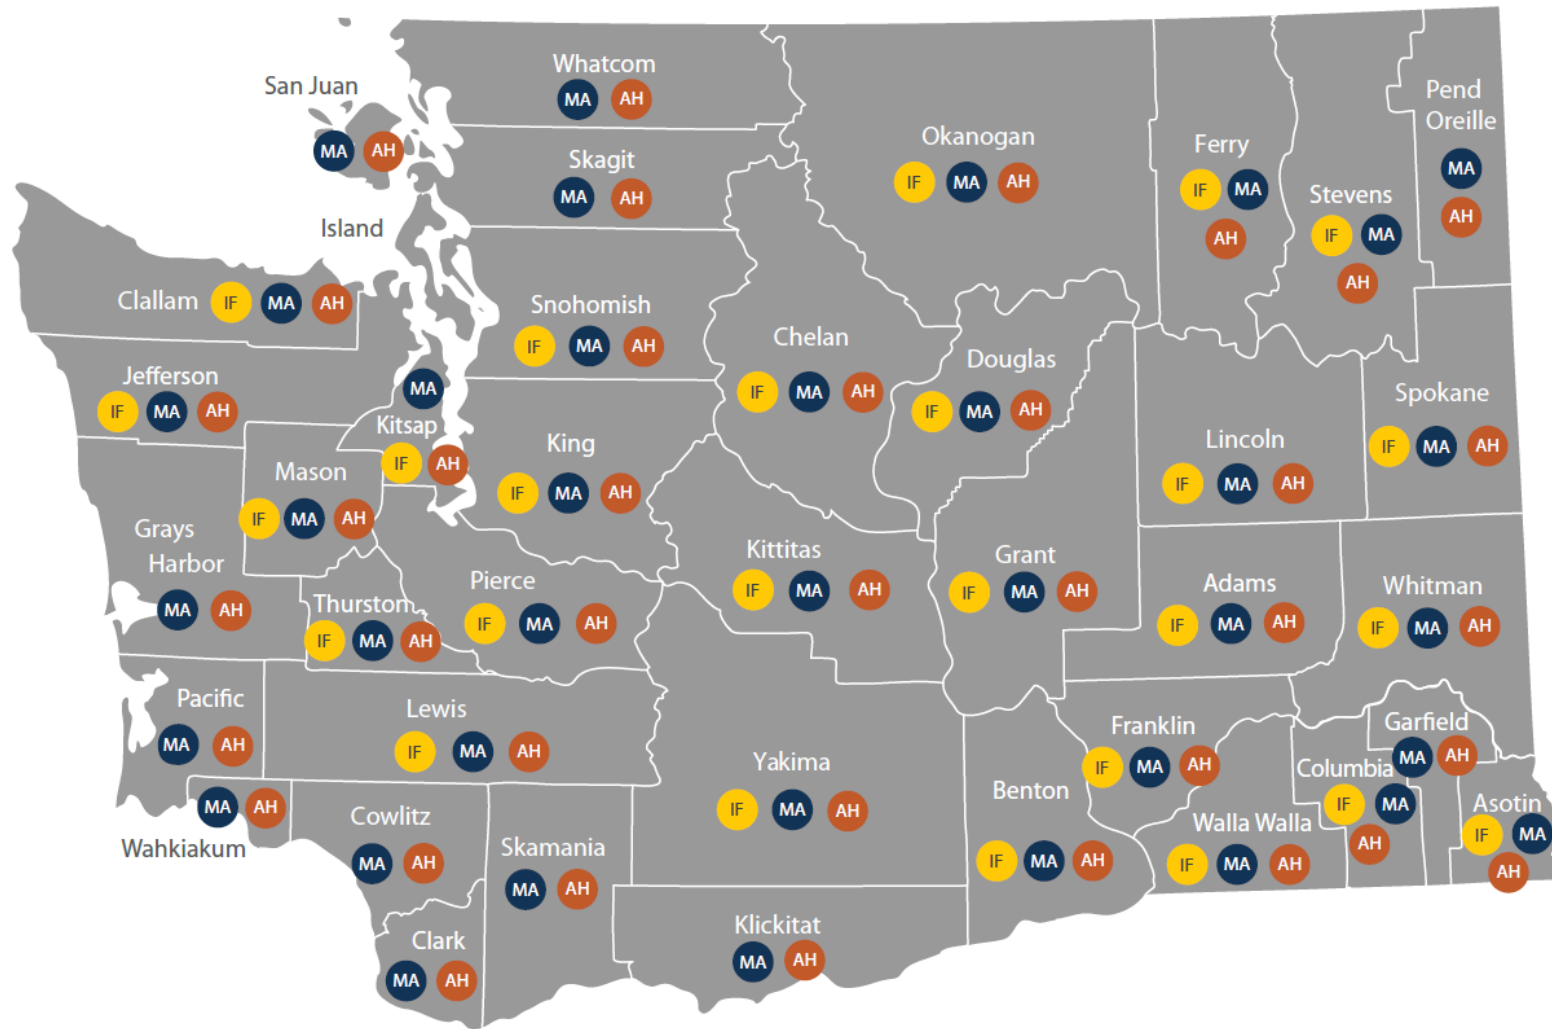 Whatcom
MA AH
San Juan
MA AH
Skagit
MA AH
Island
Okanogan
IF MA AH
Ferry
IF MA
AH
Stevens
IF MA
AH
Pend
Oreille
MA
AH
Clallam IF MA AH
Snohomish
IF MA AH
Chelan
IF MA AH
Douglas
IF MA AH
Jefferson
IF MA AH
MA
Kitsap
IF AH
King
IF MA AH
Lincoln
IF MA AH
Spokane
IF MA AH
Mason
IF MA AH
Grays
Harbor
MA AH
Thurston
IF MA AH
Pierce
IF MA AH
Kittitas
IF MA AH
Grant
IF MA AH
Adams
IF MA AH
Whitman
IF MA AH
Pacific
MA AH
Lewis
IF MA AH
Yakima
IF MA AH
Benton
IF MA AH
Franklin
IF MA AH
Walla Walla
IF MA AH
Columbia
IF MA
AH
Garfield
MA AH
Asotin
IF MA
AH
MA AH
Wahkiakum
Cowlitz
MA AH
Skamania
MA AH
Clark
MA AH
Klickitat
MA AH